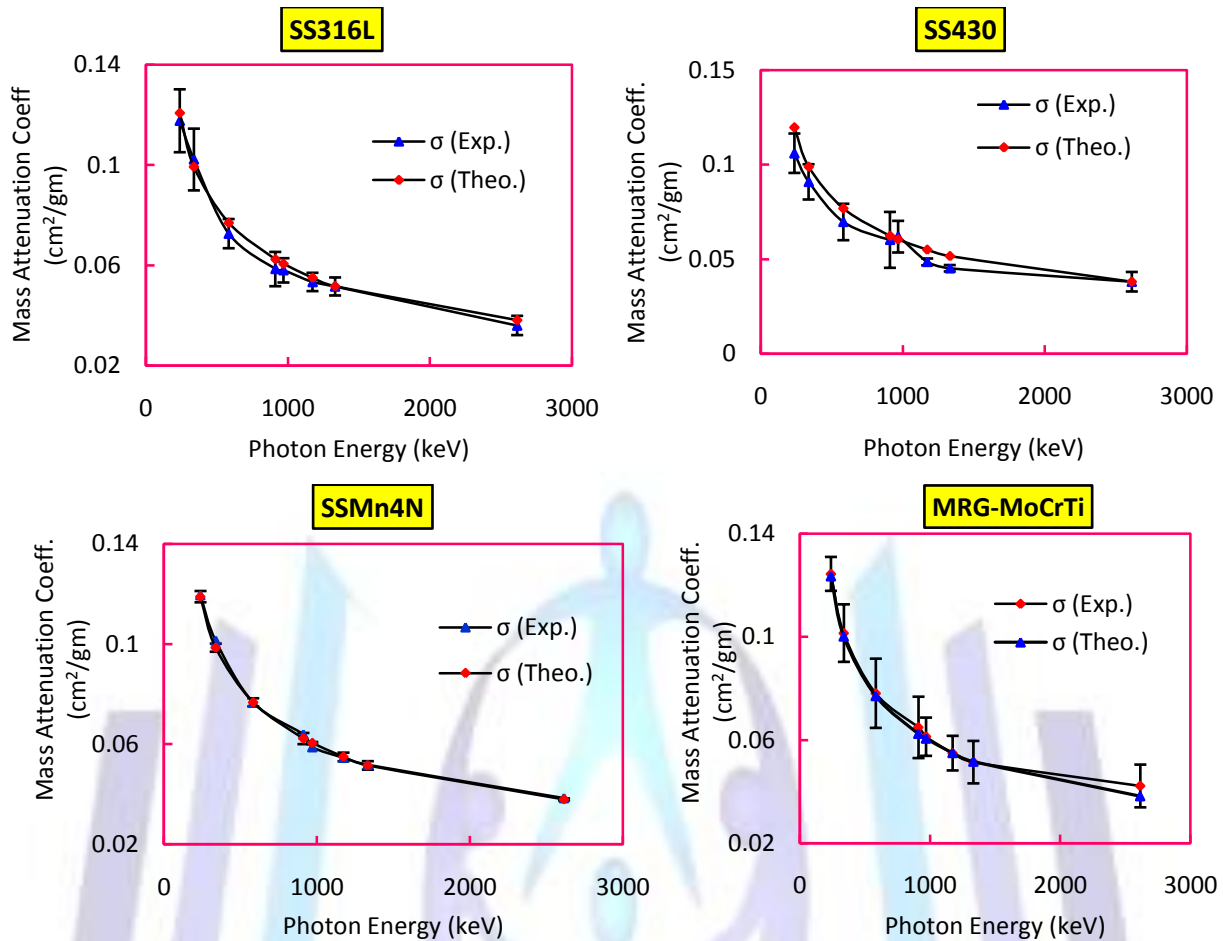 SS316L
0.14
0.1
0.06
0.02
Mass Attenuation Coeff
(cm²/gm)
σ (Exp.)
σ (Theo.)
0 1000 2000 3000
Photon Energy (keV)
SS430
0.15
0.1
0.05
0
Mass Attenuation Coeff.
(cm²/gm)
σ (Exp.)
σ (Theo.)
0 1000 2000 3000
Photon Energy (keV)
SSMn4N
0.14
0.1
0.06
0.02
Mass Attenuation Coeff.
(cm²/gm)
σ (Exp.)
σ (Theo.)
0 1000 2000 3000
Photon Energy (keV)
MRG-MoCrTi
0.14
0.1
0.06
0.02
Mass Attenuation Coeff.
(cm²/gm)
σ (Exp.)
σ (Theo.)
0 1000 2000 3000
Photon Energy (keV)